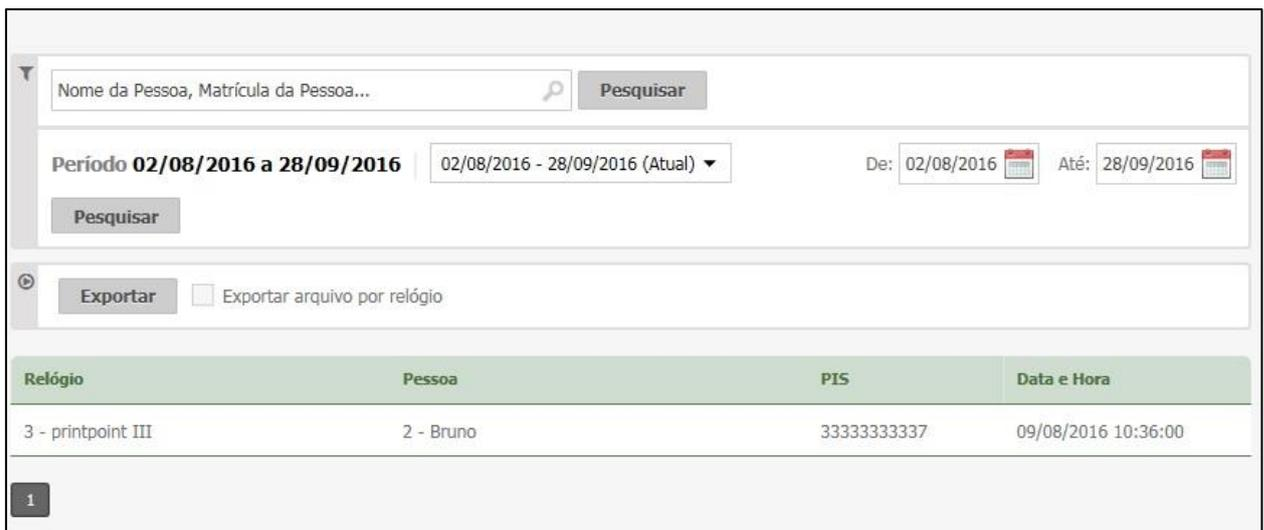 Nome da Pessoa, Matrícula da Pessoa... Pesquisar
Período 02/08/2016 a 28/09/2016 02/08/2016 - 28/09/2016 (Atual) De: 02/08/2016 Até: 28/09/2016
Pesquisar
Exportar Exportar arquivo por relógio
Relógio Pessoa PIS Data e Hora
3 - printpoint III 2 - Bruno 33333333337 09/08/2016 10:36:00
1